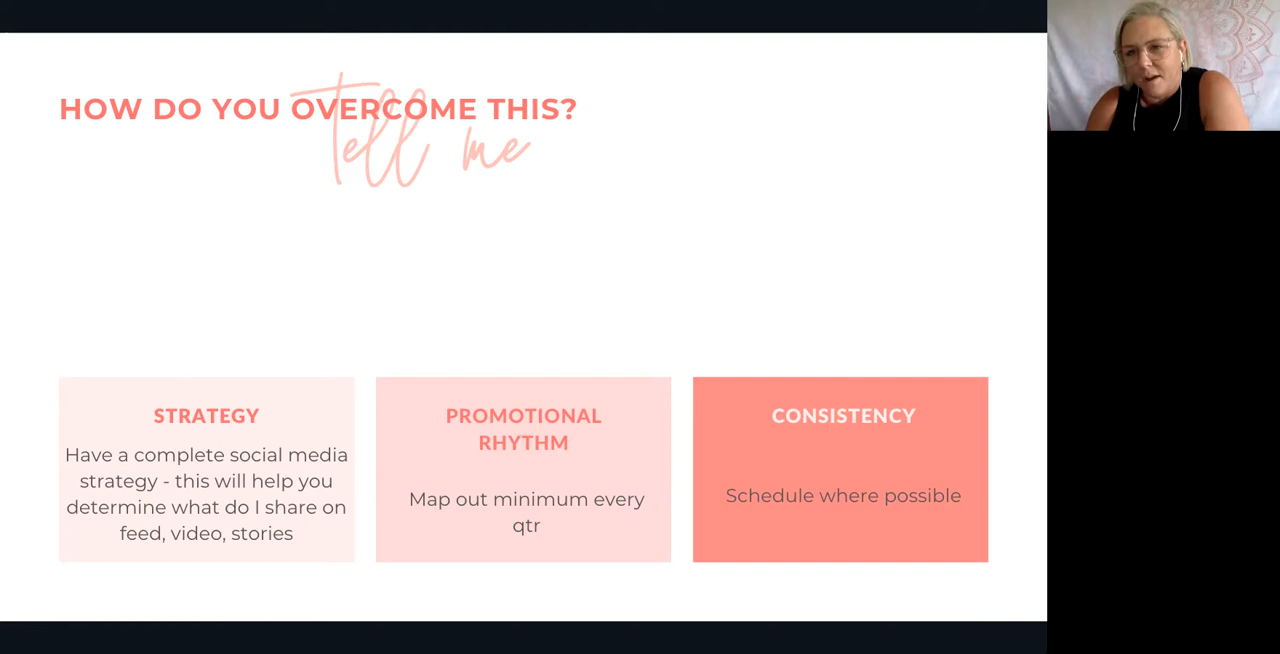 HOW DO YOU OVERCOME THIS?
tell me
STRATEGY
Have a complete social media
strategy - this will help you
determine what do I share on
feed, video, stories
PROMOTIONAL
RHYTHM
Map out minimum every
qtr
CONSISTENCY
Schedule where possible